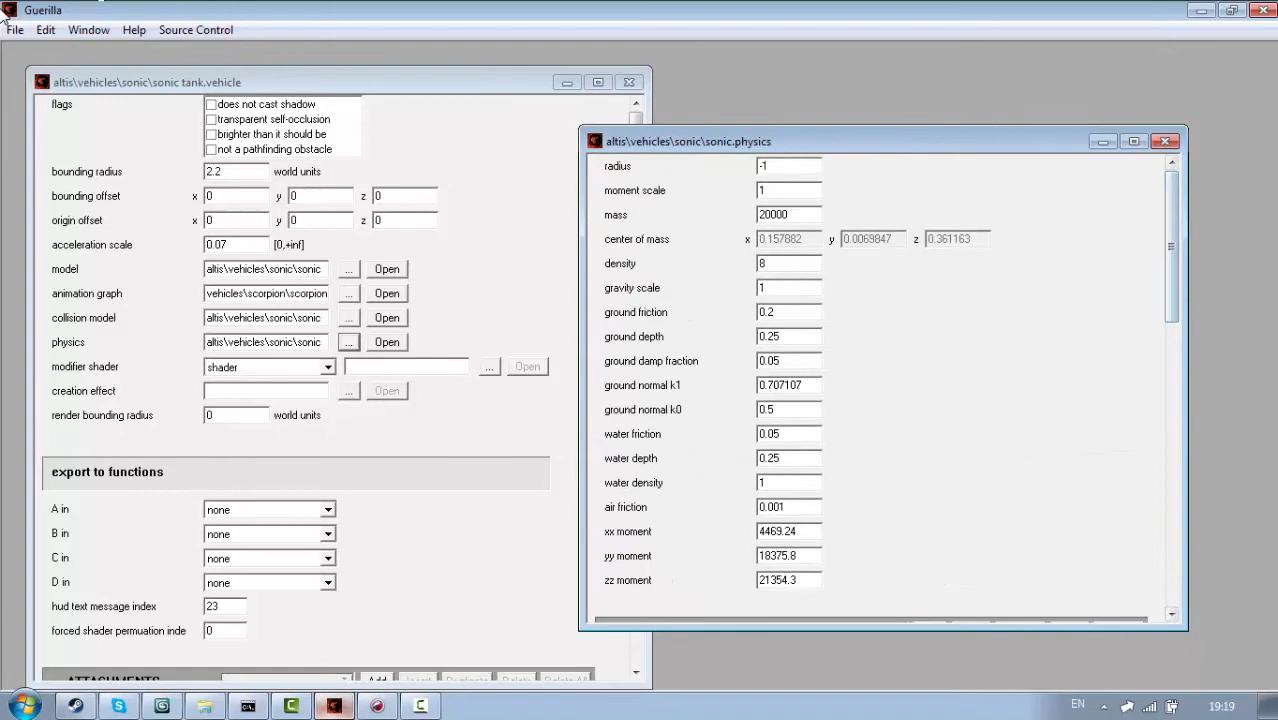 Guerilla
File Edit Window Help Source Control
altis\vehicles\sonic\sonic tank.vehicle
flags
does not cast shadow
transparent self-occlusion
brighter than it should be
not a pathfinding obstacle
bounding radius 2.2 world units
bounding offset x 0 y 0 z 0
origin offset x 0 y 0 z 0
acceleration scale 0.07 [0,+inf]
model altis\vehicles\sonic\sonic ... Open
animation graph vehicles\scorpion\scorpion ... Open
collision model altis\vehicles\sonic\sonic ... Open
physics altis\vehicles\sonic\sonic ... Open
modifier shader shader ... Open
creation effect ... Open
render bounding radius 0 world units
export to functions
A in none
B in none
C in none
D in none
hud text message index 23
forced shader permuation inde 0
ATTACHMENTS Add Insert Duplicate Delete Delete All
altis\vehicles\sonic\sonic.physics
radius -1
moment scale 1
mass 20000
center of mass x 0.157882 y 0.0069847 z 0.361163
density 8
gravity scale 1
ground friction 0.2
ground depth 0.25
ground damp fraction 0.05
ground normal k1 0.707107
ground normal k0 0.5
water friction 0.05
water depth 0.25
water density 1
air friction 0.001
xx moment 4469.24
yy moment 18375.8
zz moment 21354.3
EN 19:19